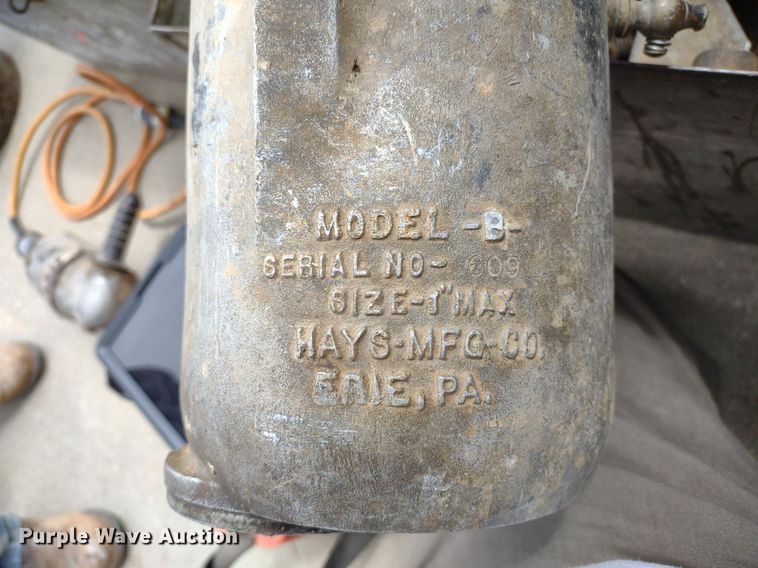 MODEL -B-
SERIAL NO- 609
SIZE-1"MAX
HAYS-MFG-CO.
ERIE, PA.
Purple Wave Auction